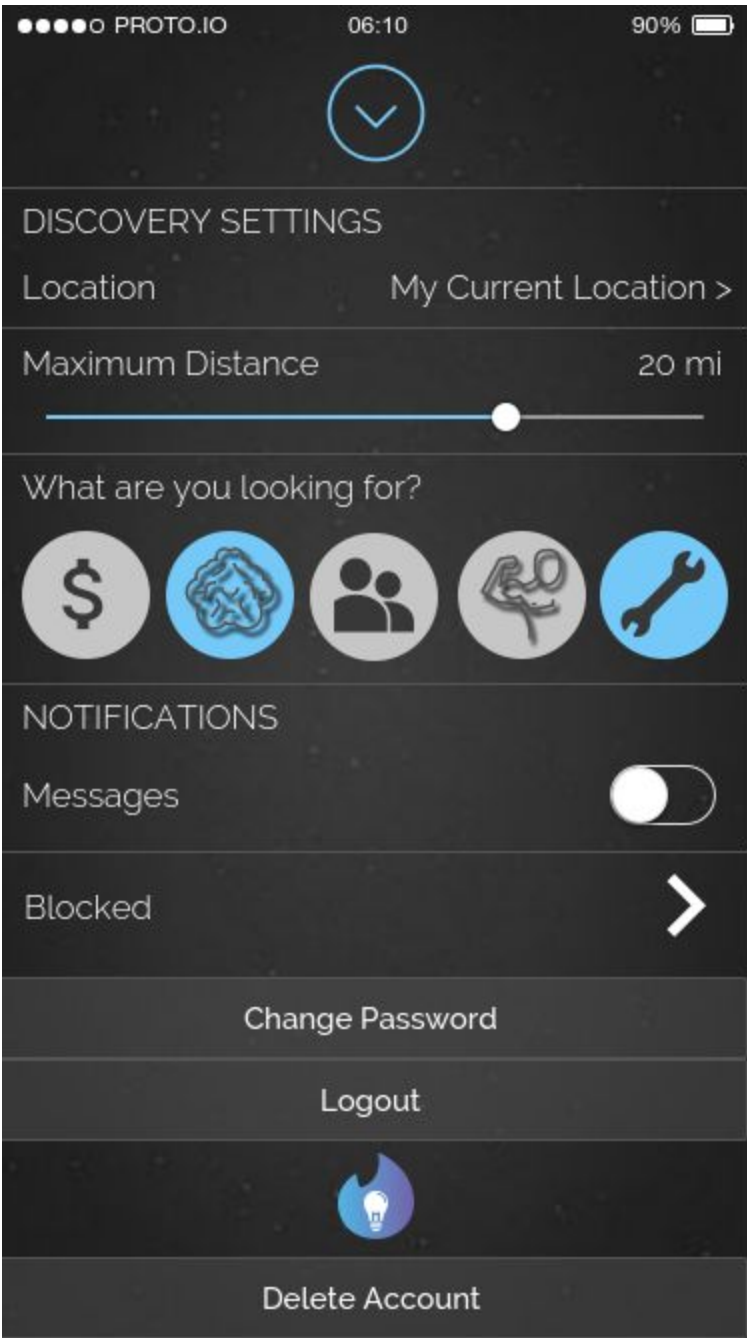 PROTO.IO 06:10 90%
DISCOVERY SETTINGS
Location My Current Location >
Maximum Distance 20 mi
What are you looking for?
$
NOTIFICATIONS
Messages
Blocked
Change Password
Logout
Delete Account